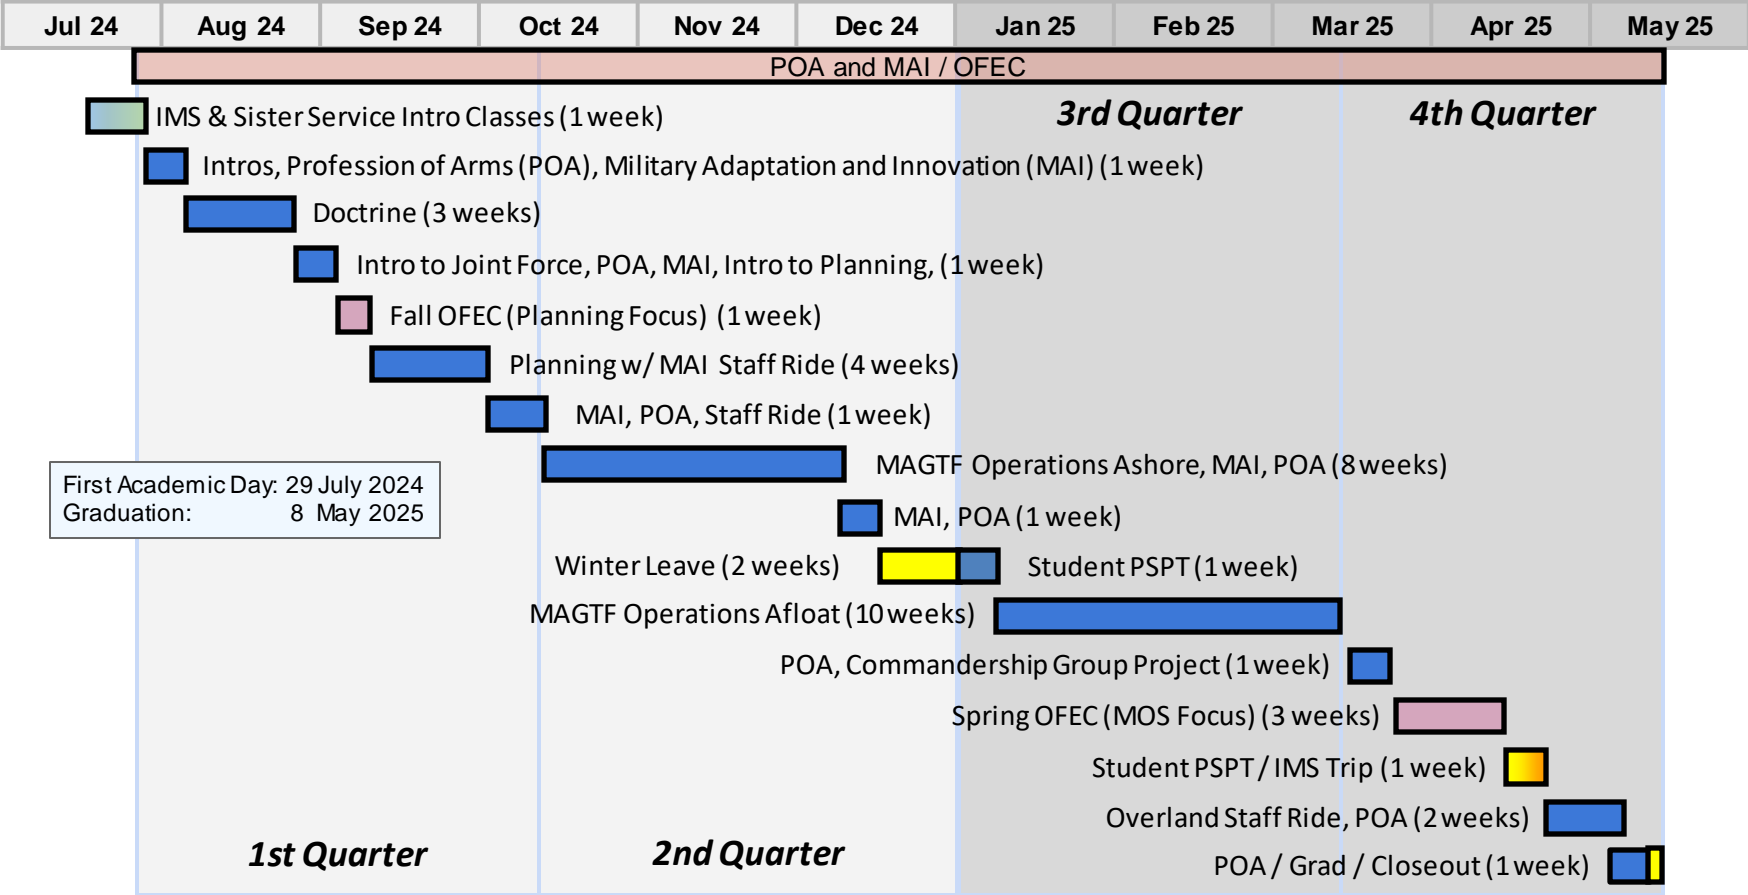 Jul 24 Aug 24 Sep 24 Oct 24 Nov 24 Dec 24 Jan 25 Feb 25 Mar 25 Apr 25 May 25
POA and MAI / OFEC
3rd Quarter 4th Quarter
IMS & Sister Service Intro Classes (1 week)
Intros, Profession of Arms (POA), Military Adaptation and Innovation (MAI) (1 week)
Doctrine (3 weeks)
Intro to Joint Force, POA, MAI, Intro to Planning, (1 week)
Fall OFEC (Planning Focus) (1 week)
Planning w/ MAI Staff Ride (4 weeks)
MAI, POA, Staff Ride (1 week)
MAGTF Operations Ashore, MAI, POA (8 weeks)
First Academic Day: 29 July 2024
Graduation: 8 May 2025
MAI, POA (1 week)
Winter Leave (2 weeks) Student PSPT (1 week)
MAGTF Operations Afloat (10 weeks)
POA, Commandership Group Project (1 week)
Spring OFEC (MOS Focus) (3 weeks)
Student PSPT / IMS Trip (1 week)
Overland Staff Ride, POA (2 weeks)
1st Quarter 2nd Quarter
POA / Grad / Closeout (1 week)